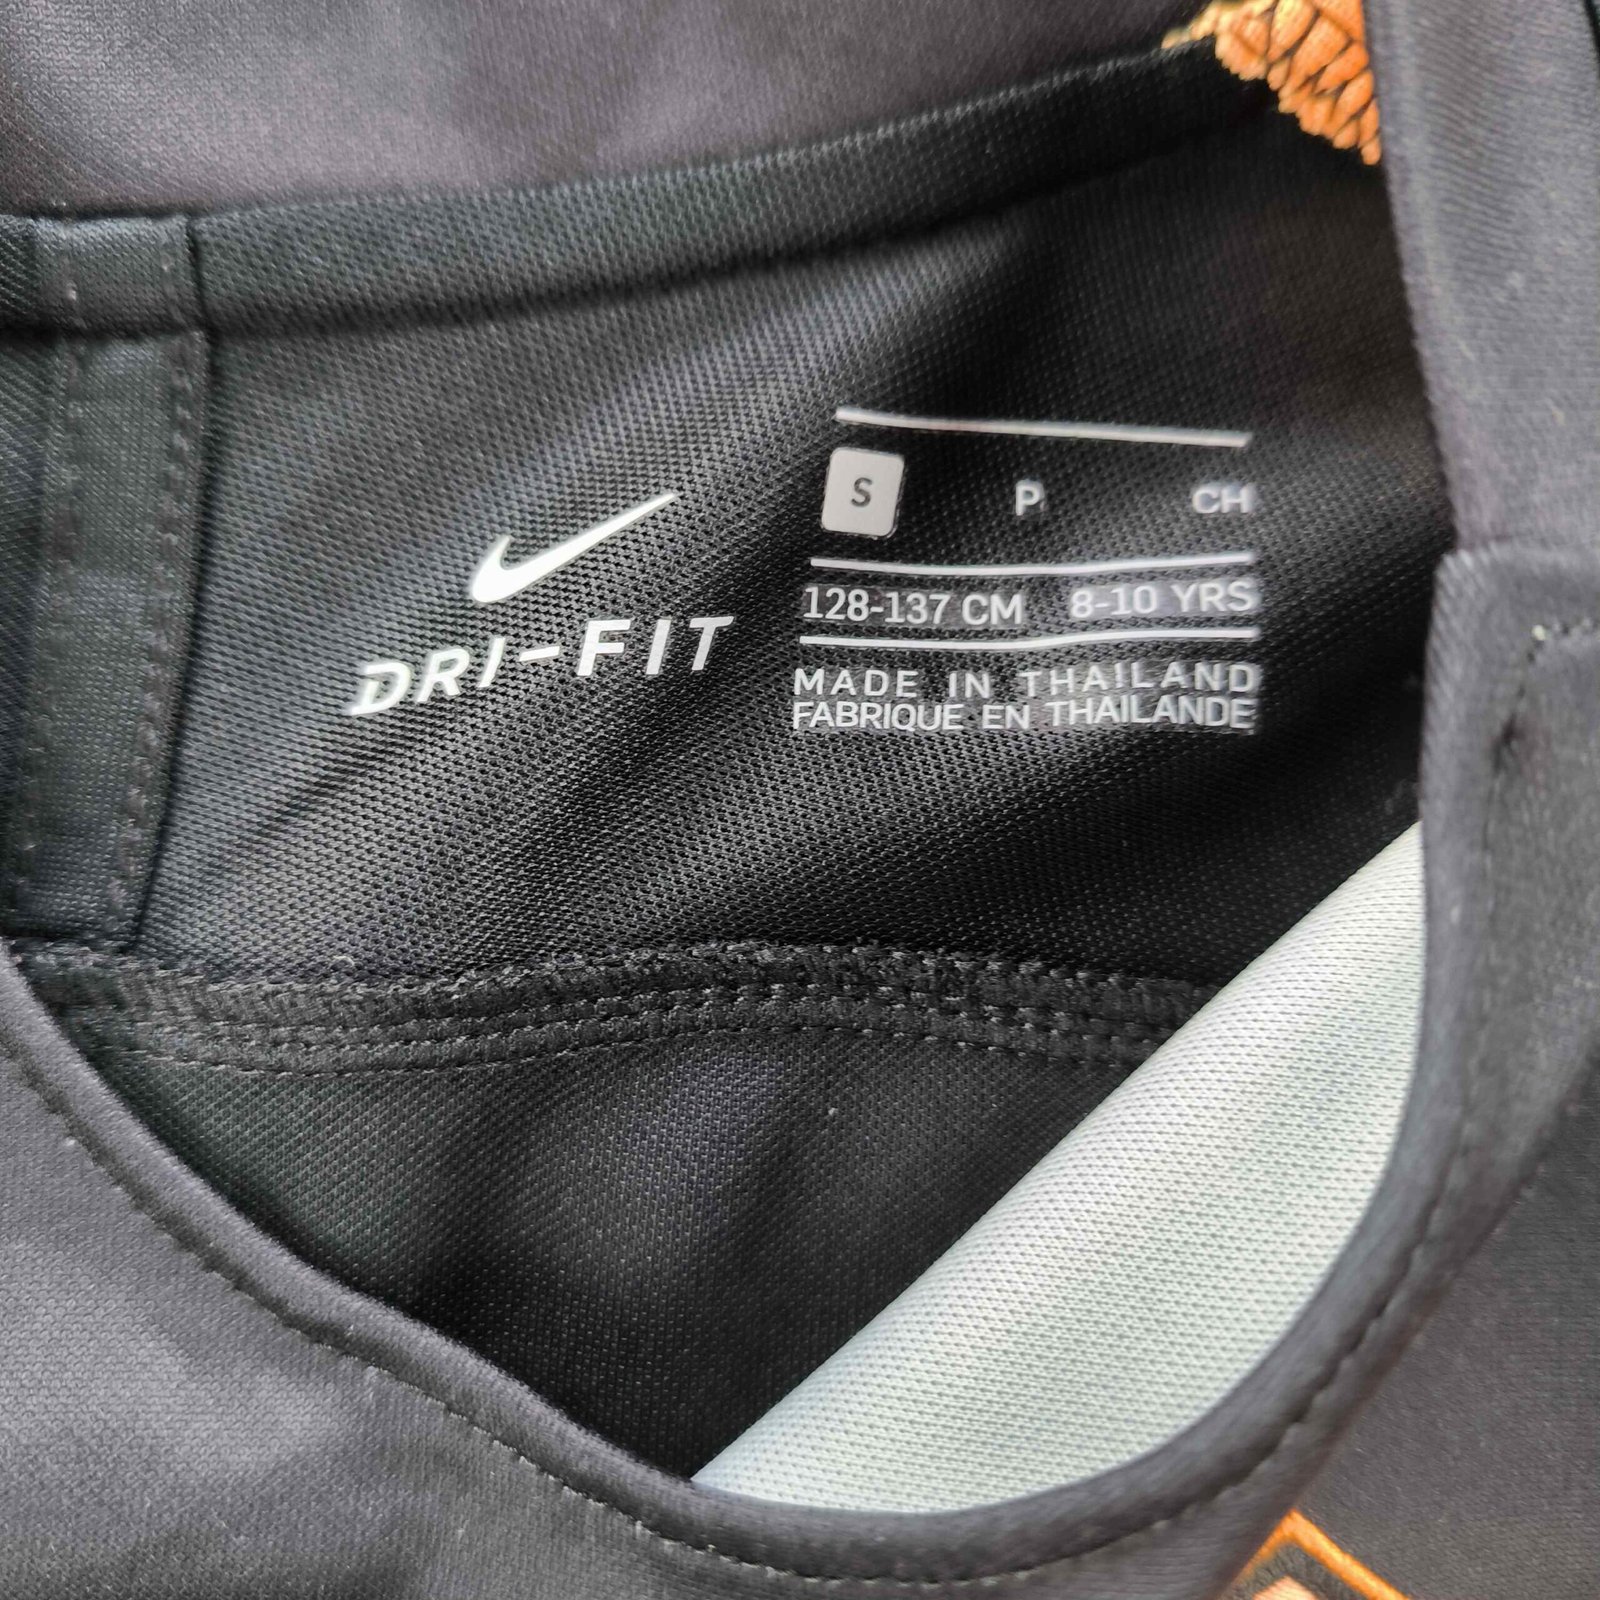 DRI-FIT
S P CH
128-137 CM 8-10 YRS
MADE IN THAILAND
FABRIQUE EN THAILANDE